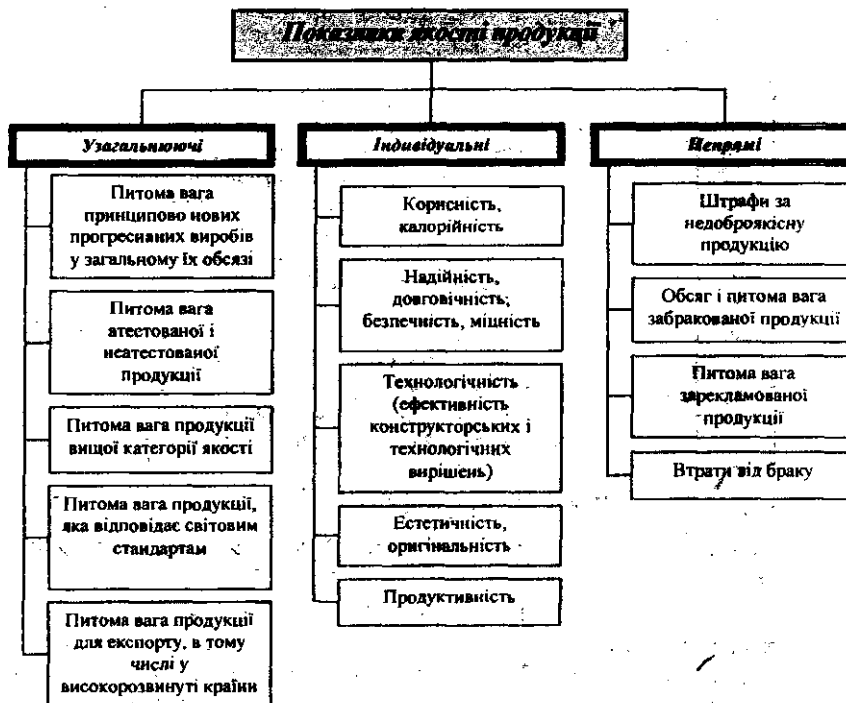 Показники якості продукції
Узагальнюючі
Питома вага
принципово нових
прогресивних виробів
у загальному їх обсязі
Питома вага
атестованої і
неатестованої
продукції
Питома вага продукції
вищої категорії якості
Питома вага продукції,
яка відповідає світовим
стандартам
Питома вага продукції
для експорту, в тому
числі у
високорозвинуті країни
Індивідуальні
Корисність,
калорійність
Надійність,
довговічність,
безпечність, міцність
Технологічність
(ефективність
конструкторських і
технологічних
вирішень)
Естетичність,
оригінальність
Продуктивність
Непрямі
Штрафи за
недоброякісну
продукцію
Обсяг і питома вага
забракованої продукції
Питома вага
зарекламованої
продукції
Втрати від браку